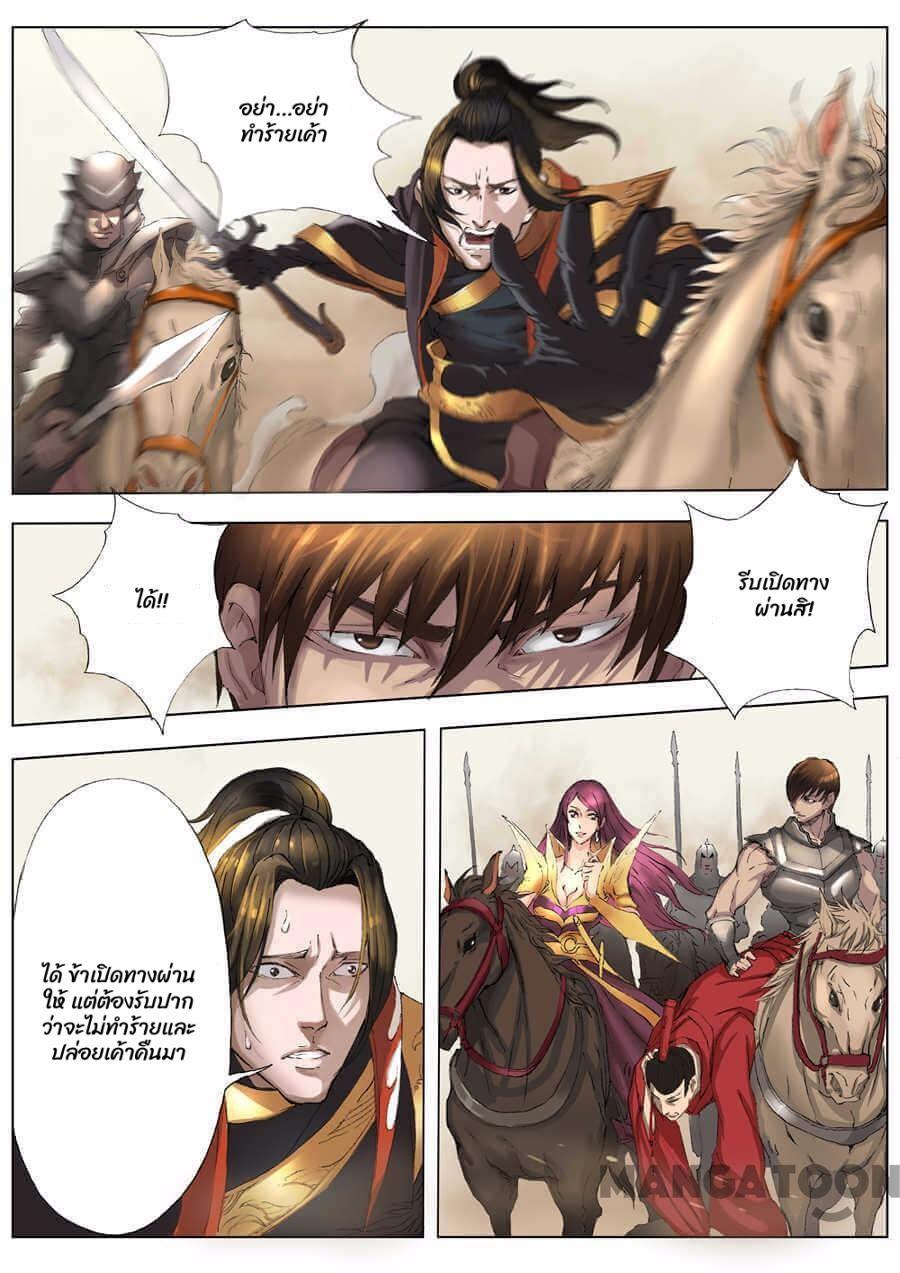 อย่า...อย่า
ทำร้ายเค้า
รีบเปิดทาง
ผ่านสิ!
ได้!!
ได้ ข้าเปิดทางผ่าน
ให้ แต่ต้องรับปาก
ว่าจะไม่ทำร้ายและ
ปล่อยเค้าคืนมา
MANGATOON